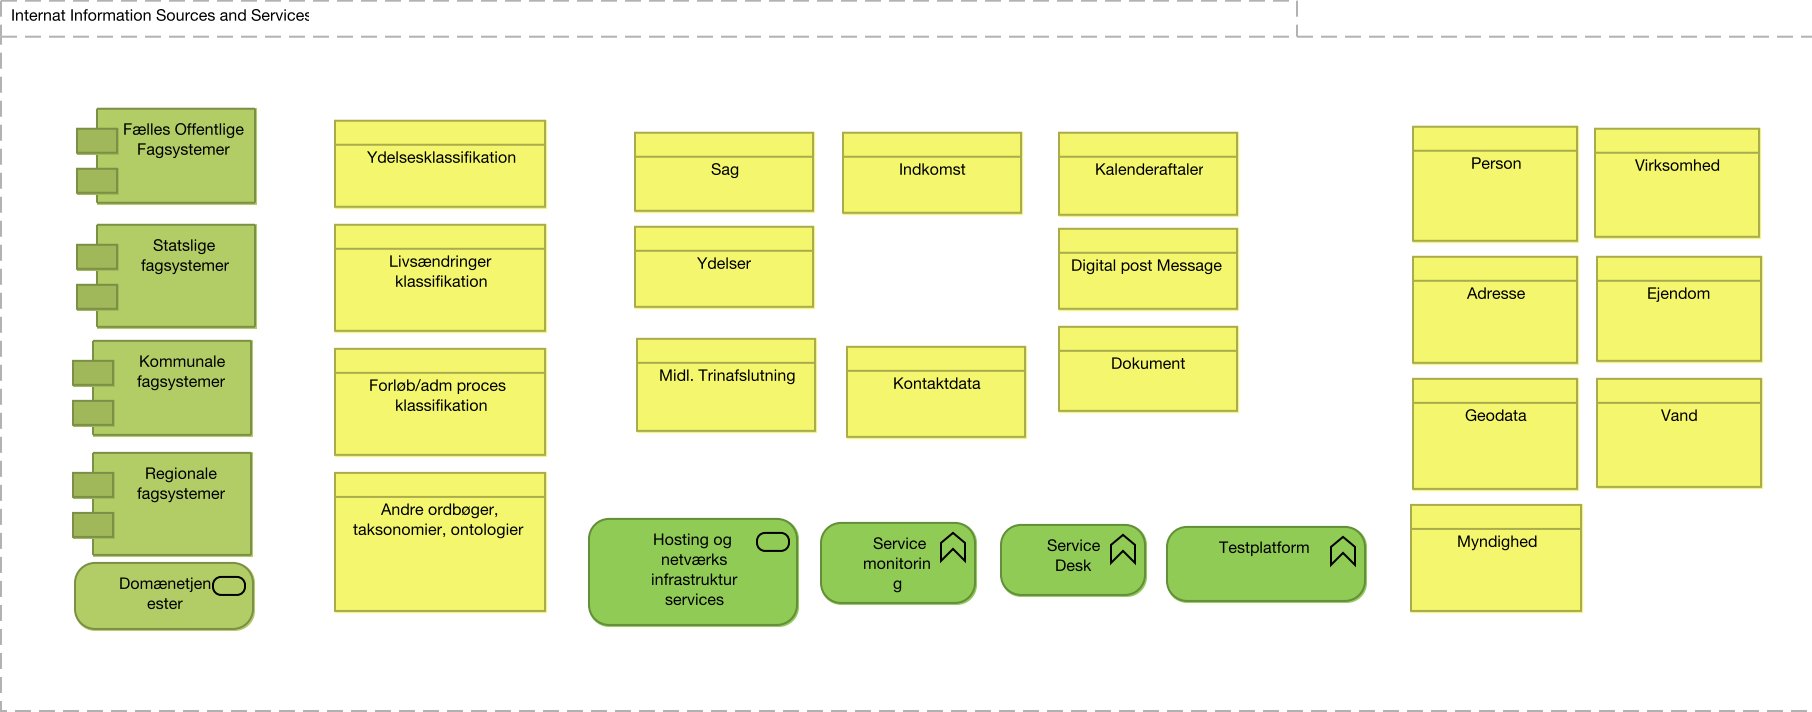 Internat Information Sources and Services
Fælles Offentlige
Fagsystemer
Statslige
fagsystemer
Kommunale
fagsystemer
Regionale
fagsystemer
Domænetjen
ester
Ydelsesklassifikation
Livsændringer
klassifikation
Forløb/adm proces
klassifikation
Andre ordbøger,
taksonomier, ontologier
Sag
Indkomst
Kalenderaftaler
Ydelser
Digital post Message
Midl. Trinafslutning
Kontaktdata
Dokument
Hosting og
netværks
infrastruktur
services
Service
monitorin
g
Service
Desk
Testplatform
Person
Virksomhed
Adresse
Ejendom
Geodata
Vand
Myndighed